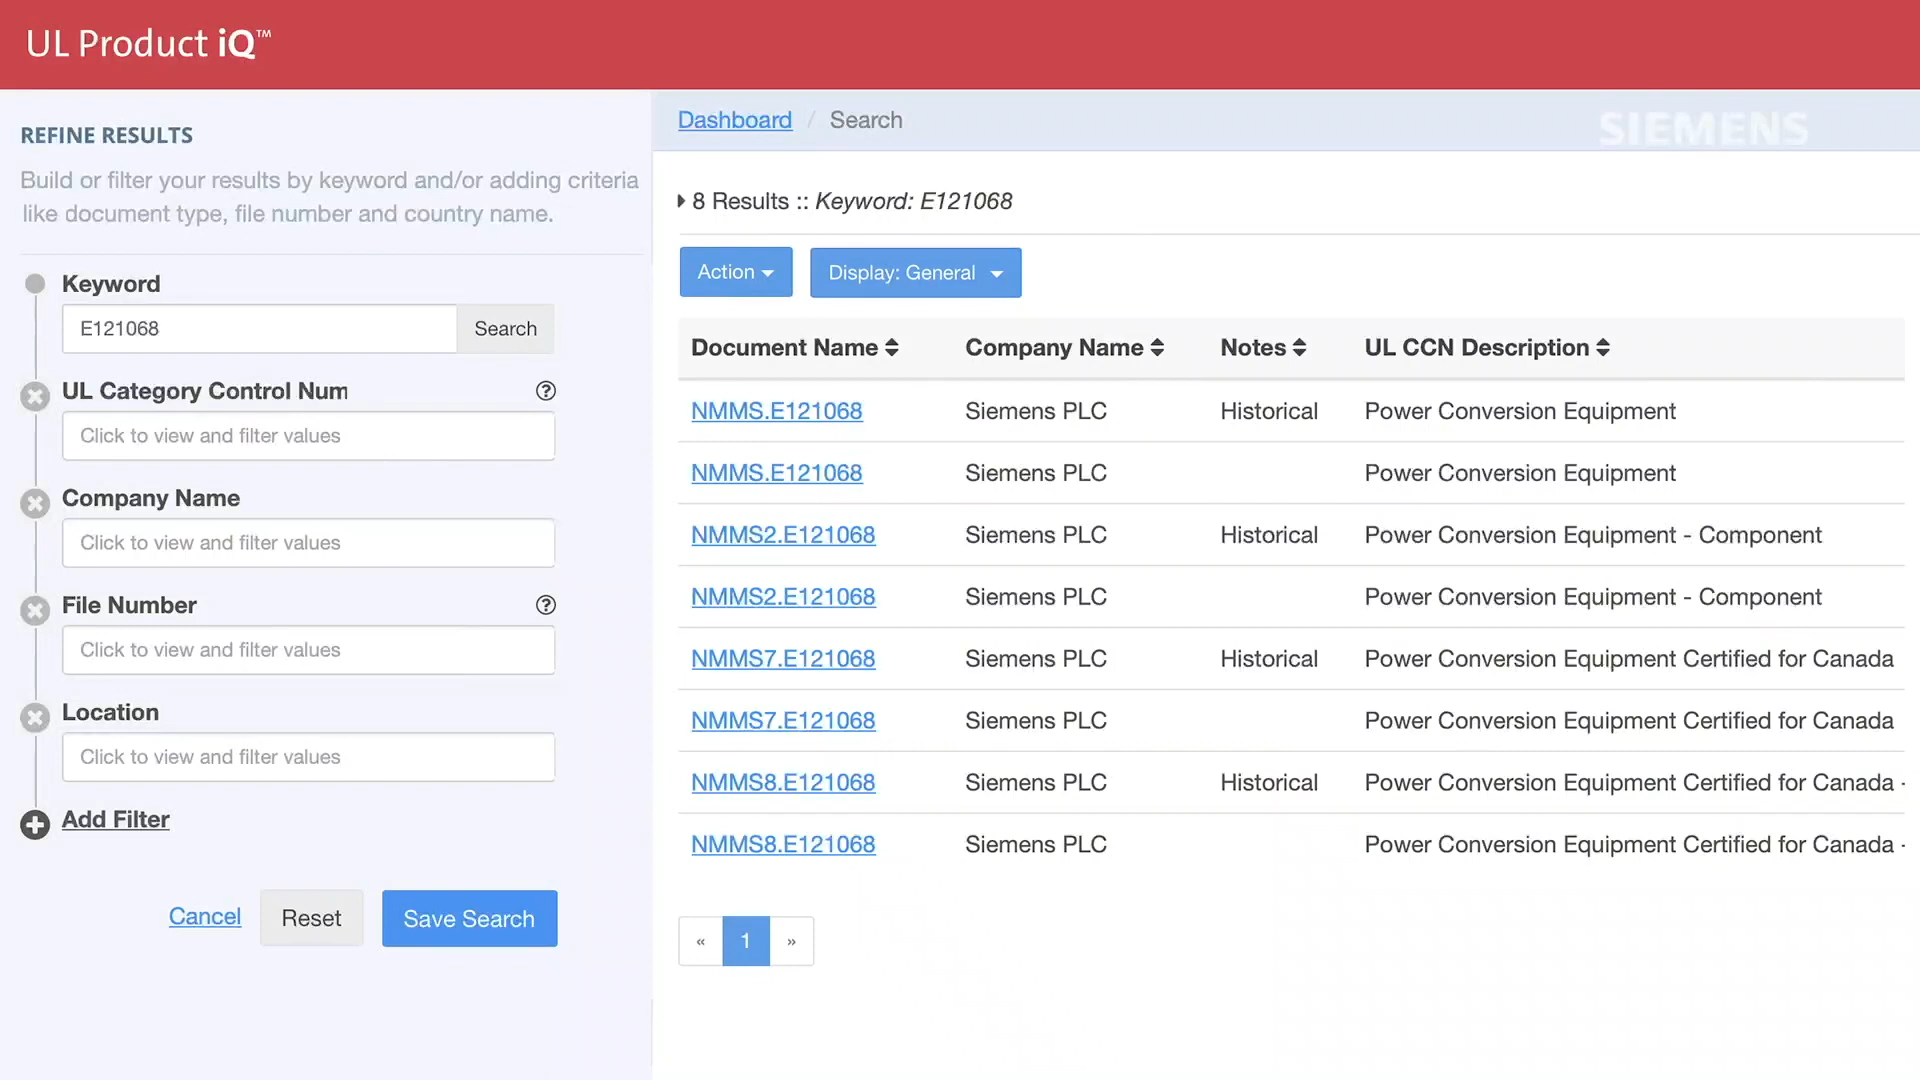 UL Product iQ™
REFINE RESULTS
Build or filter your results by keyword and/or adding criteria
like document type, file number and country name.
Keyword
E121068
Search
UL Category Control Num
Click to view and filter values
Company Name
Click to view and filter values
File Number
Click to view and filter values
Location
Click to view and filter values
Add Filter
Cancel
Reset
Save Search
Dashboard / Search
SIEMENS
8 Results :: Keyword: E121068
Action
Display: General
Document Name Company Name Notes UL CCN Description
NMMS.E121068 Siemens PLC Historical Power Conversion Equipment
NMMS.E121068 Siemens PLC Power Conversion Equipment
NMMS2.E121068 Siemens PLC Historical Power Conversion Equipment - Component
NMMS2.E121068 Siemens PLC Power Conversion Equipment - Component
NMMS7.E121068 Siemens PLC Historical Power Conversion Equipment Certified for Canada
NMMS7.E121068 Siemens PLC Power Conversion Equipment Certified for Canada
NMMS8.E121068 Siemens PLC Historical Power Conversion Equipment Certified for Canada -
NMMS8.E121068 Siemens PLC Power Conversion Equipment Certified for Canada -
« 1 »